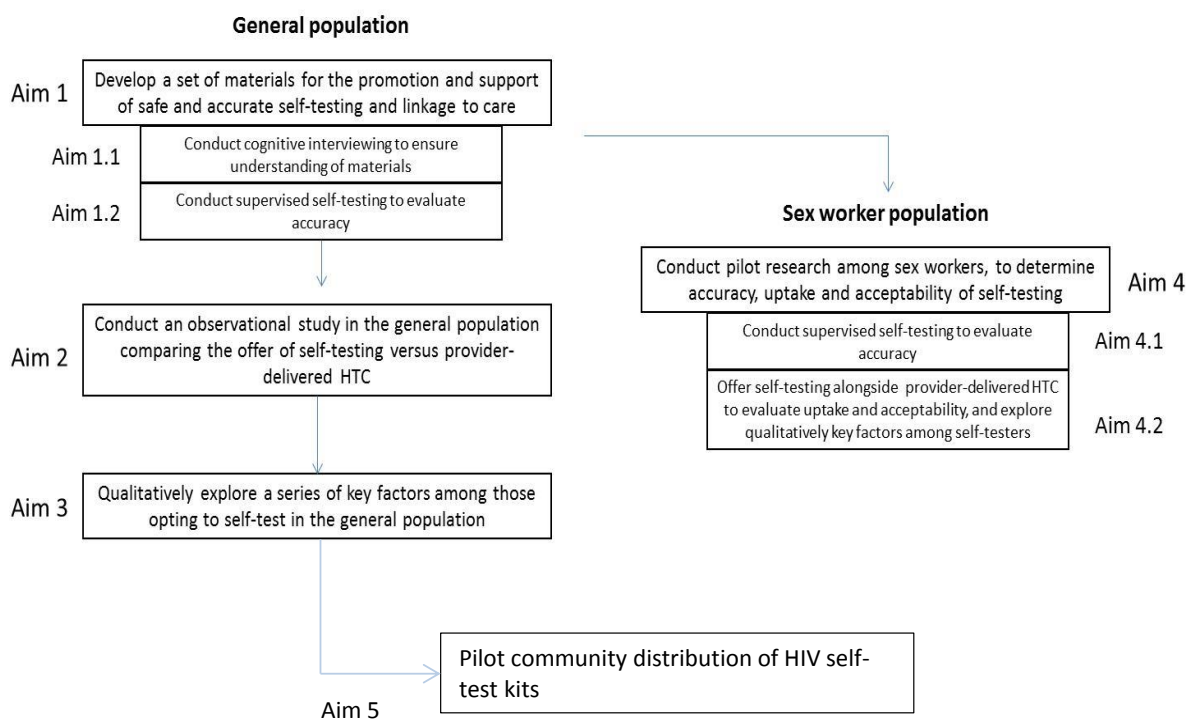 General population
Aim 1
Develop a set of materials for the promotion and support
of safe and accurate self-testing and linkage to care
Aim 1.1
Conduct cognitive interviewing to ensure
understanding of materials
Aim 1.2
Conduct supervised self-testing to evaluate
accuracy
Aim 2
Conduct an observational study in the general population
comparing the offer of self-testing versus provider-
delivered HTC
Aim 3
Qualitatively explore a series of key factors among those
opting to self-test in the general population
Sex worker population
Conduct pilot research among sex workers, to determine
accuracy, uptake and acceptability of self-testing
Aim 4
Conduct supervised self-testing to evaluate
accuracy
Aim 4.1
Offer self-testing alongside provider-delivered HTC
to evaluate uptake and acceptability, and explore
qualitatively key factors among self-testers
Aim 4.2
Pilot community distribution of HIV self-
test kits
Aim 5